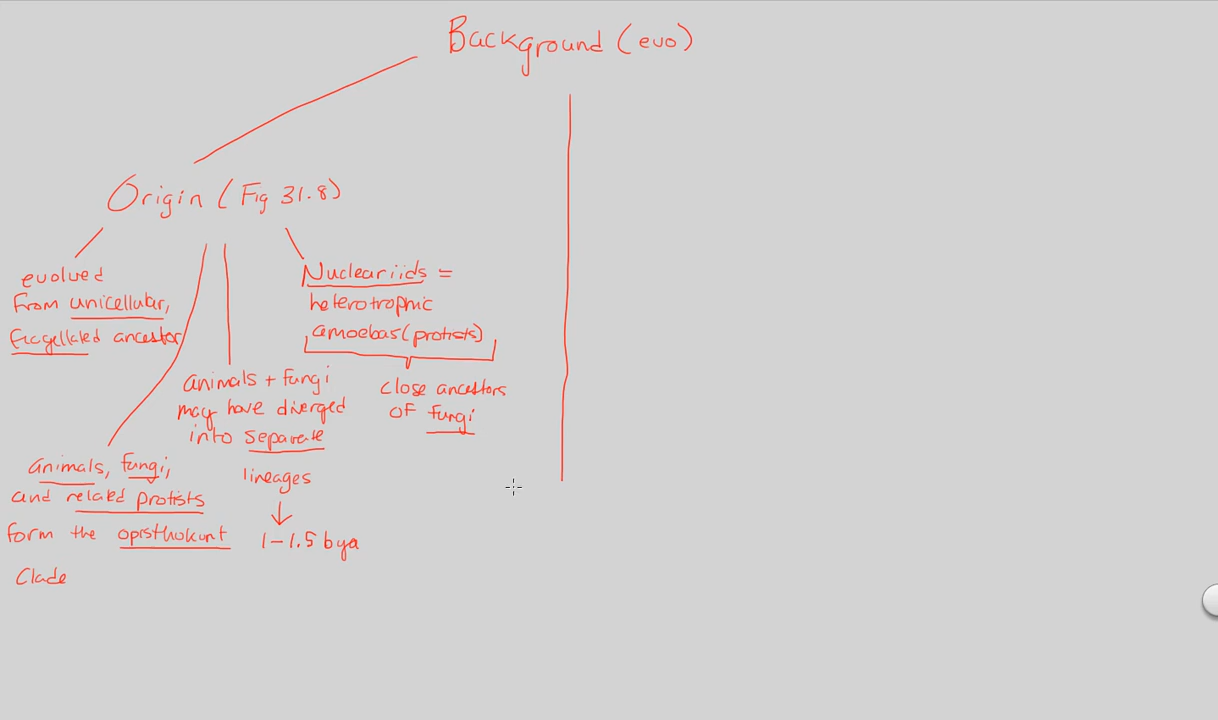 Background (evo)
Origin (Fig 31.8)
evolved
from unicellular,
flagellated ancestor
animals, fungi,
and related protists
form the opisthokunt
Clade
animals + fungi
may have diverged
into separate
lineages
1-1.5 bya
Nucleariids =
heterotrophic
amoebas (protists)
close ancestors
of fungi